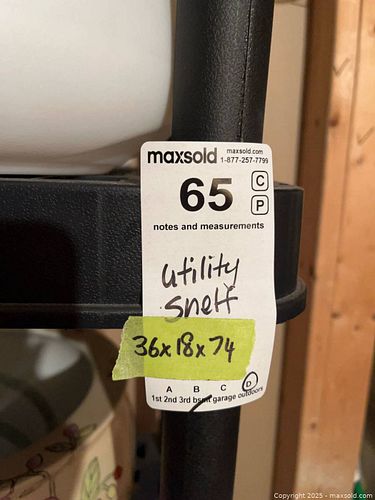 maxsold maxsold.com
1-877-257-7799
65 C
P
notes and measurements
utility
shelf
36x18x74
A B C D
1st 2nd 3rd bsmt garage outdoors
Copyright 2025 - maxsold.com